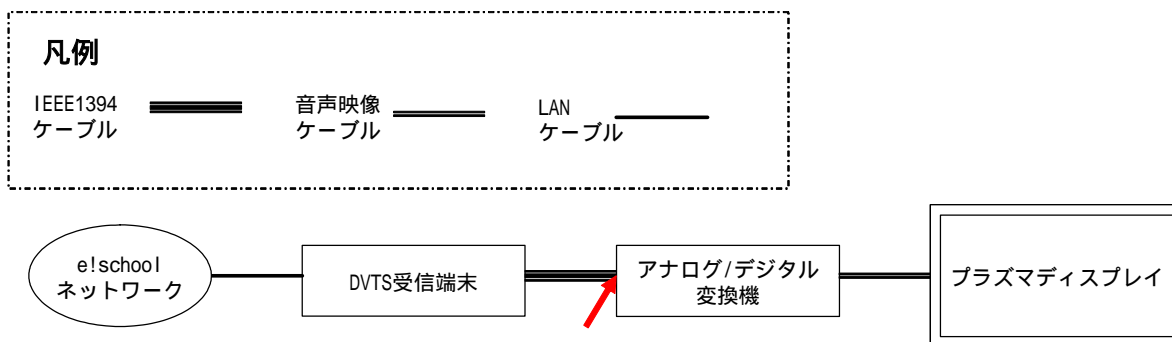 凡例
IEEE1394
ケーブル
音声映像
ケーブル
LAN
ケーブル
e!school
ネットワーク
DVTS受信端末
アナログ/デジタル
変換機
プラズマディスプレイ